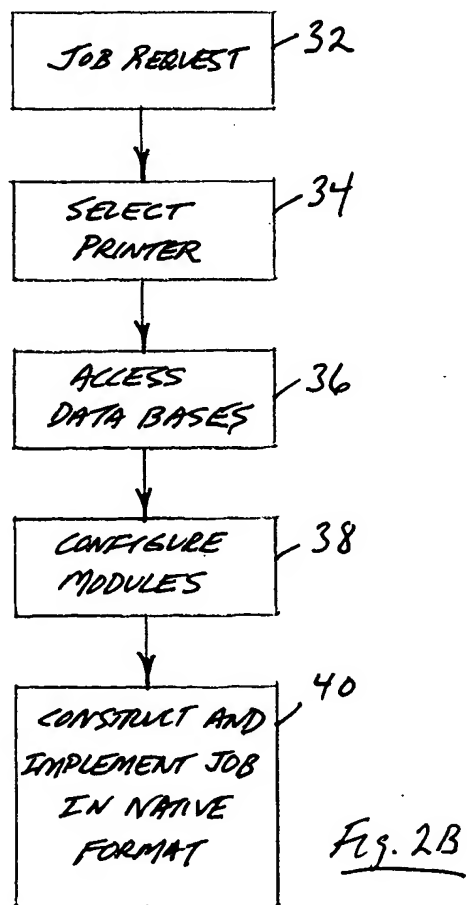 JOB REQUEST
32
SELECT
PRINTER
34
ACCESS
DATA BASES
36
CONFIGURE
MODULES
38
CONSTRUCT AND
IMPLEMENT JOB
IN NATIVE
FORMAT
40
Fig. 2B